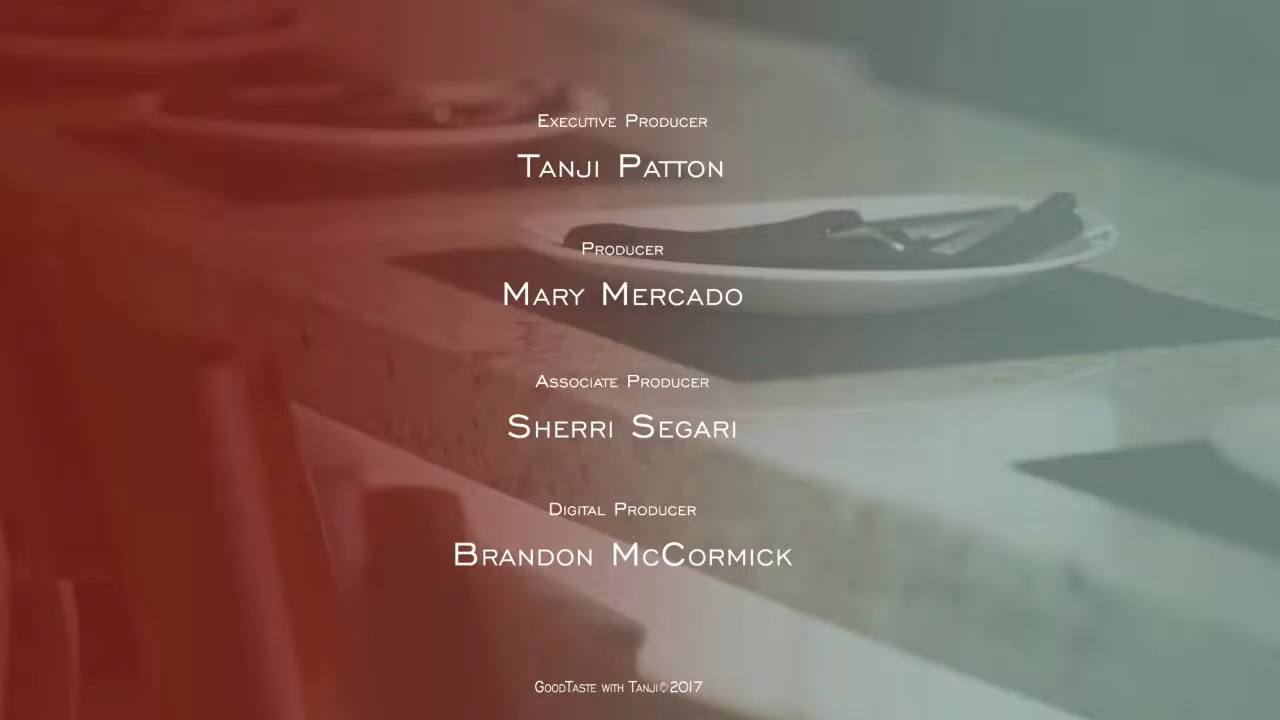 Executive Producer
Tanji Patton
Producer
Mary Mercado
Associate Producer
Sherri Segari
Digital Producer
Brandon McCormick
GoodTaste with Tanji©2017